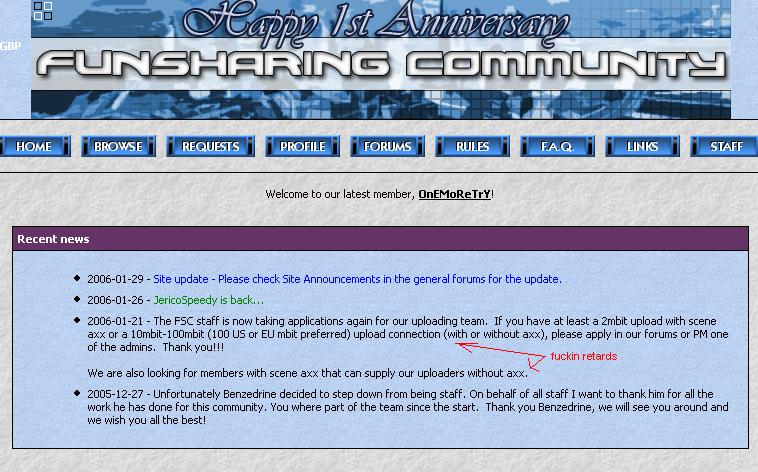 Happy 1st Anniversary
GBP
FUNSHARING COMMUNITY
HOME BROWSE REQUESTS PROFILE FORUMS RULES F.A.Q. LINKS STAFF
Welcome to our latest member, OnEMoReTrY!
Recent news
2006-01-29 - Site update - Please check Site Announcements in the general forums for the update.
2006-01-26 - JericoSpeedy is back...
2006-01-21 - The FSC staff is now taking applications again for our uploading team. If you have at least a 2mbit upload with scene
axx or a 10mbit-100mbit (100 US or EU mbit preferred) upload connection (with or without axx), please apply in our forums or PM one
of the admins. Thank you!!!
fuckin retards
We are also looking for members with scene axx that can supply our uploaders without axx.
2005-12-27 - Unfortunately Benzedrine decided to step down from being staff. On behalf of all staff I want to thank him for all the
work he has done for this community. You where part of the team since the start. Thank you Benzedrine, we will see you around and
we wish you all the best!